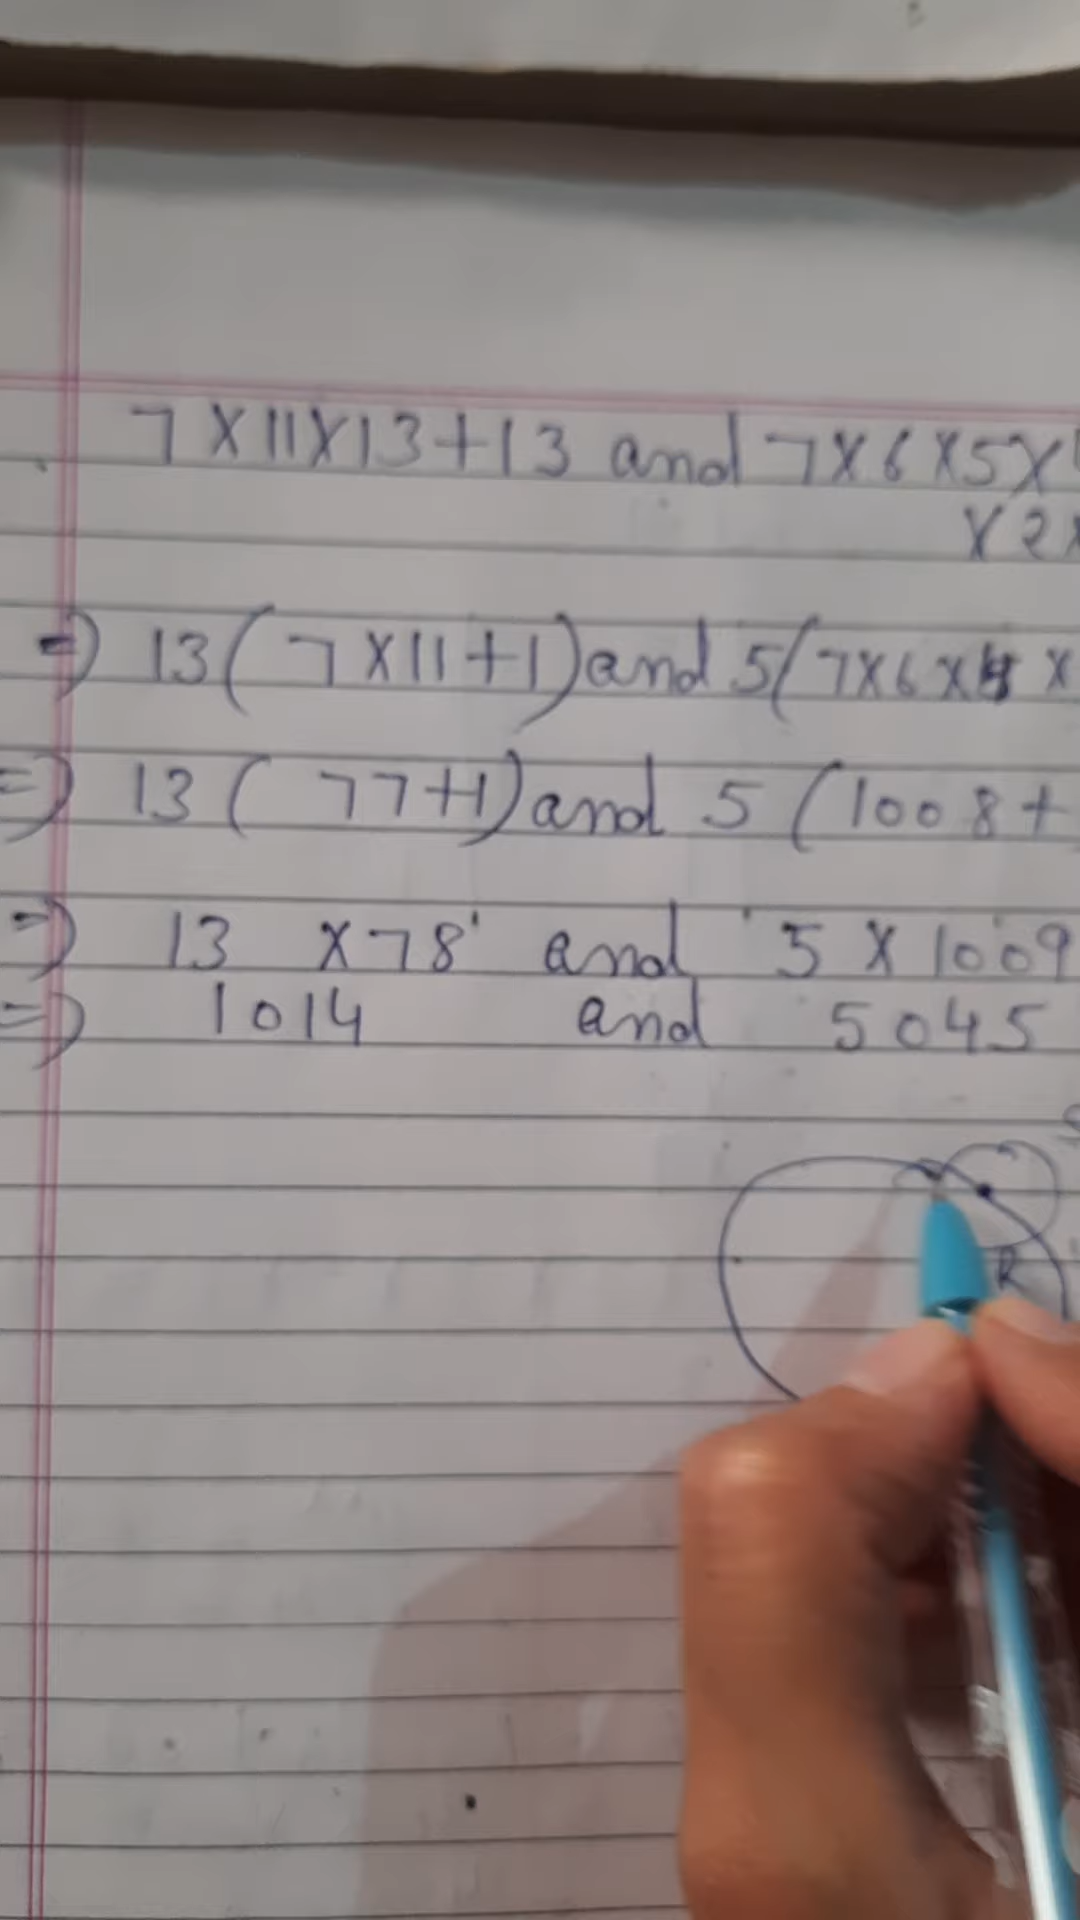 7×11×13+13 and 7×6×5×
×2×
⇒ 13(7×11+1) and 5(7×6×4×
⇒ 13(77+1) and 5(1008+
⇒ 13 ×78 and 5×1009
⇒ 1014 and 5045
R